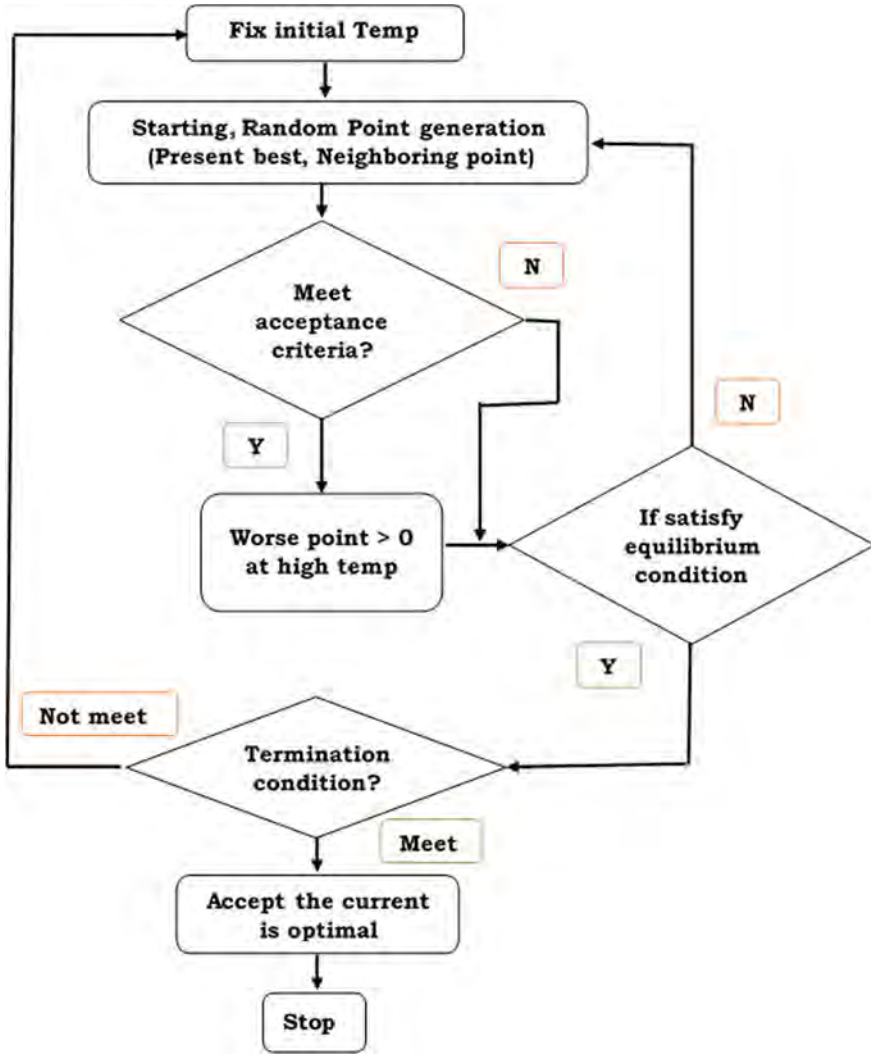 Fix initial Temp
Starting, Random Point generation
(Present best, Neighboring point)
N
Meet
acceptance
criteria?
N
Y
Worse point > 0
at high temp
If satisfy
equilibrium
condition
Y
Not meet
Termination
condition?
Meet
Accept the current
is optimal
Stop